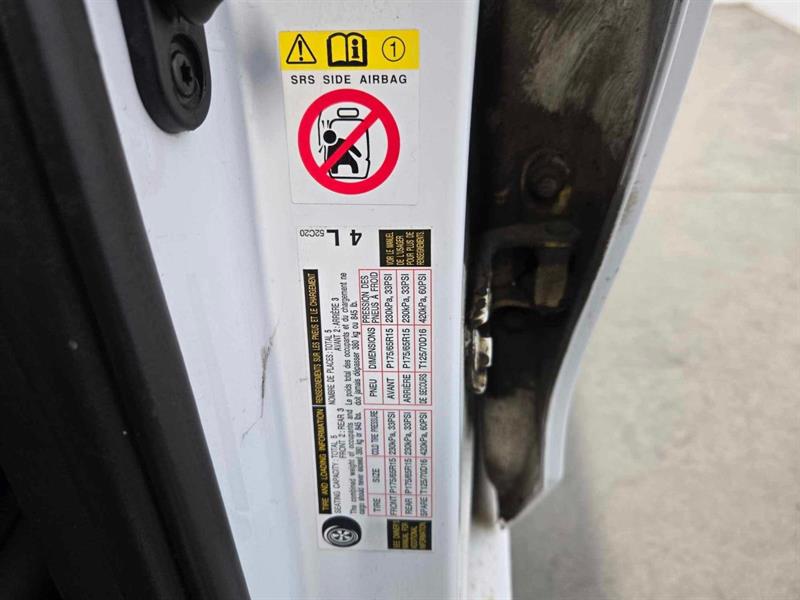 1
SRS SIDE AIRBAG
4 L
52C20
TIRE AND LOADING INFORMATION
RENSEIGNEMENTS SUR LES PNEUS ET LE CHARGEMENT
SEATING CAPACITY : TOTAL 5
FRONT 2 : REAR 3
NOMBRE DE PLACES : TOTAL 5
AVANT 2 : ARRIÈRE 3
The combined weight of occupants and
cargo should never exceed 380 kg or 845 lbs.
Le poids total des occupants et du chargement ne
doit jamais dépasser 380 kg ou 845 lb.
TIRE SIZE COLD TIRE PRESSURE
FRONT P175/65R15 230kPa, 33PSI
REAR P175/65R15 230kPa, 33PSI
SPARE T125/70D16 420kPa, 60PSI
PNEU DIMENSIONS PRESSION DES
PNEUS À FROID
AVANT P175/65R15 230kPa, 33PSI
ARRIÈRE P175/65R15 230kPa, 33PSI
DE SECOURS T125/70D16 420kPa, 60PSI
SEE OWNER'S
MANUAL FOR
ADDITIONAL
INFORMATION
VOIR LE MANUEL
DE L'USAGER
POUR PLUS DE
RENSEIGNEMENTS